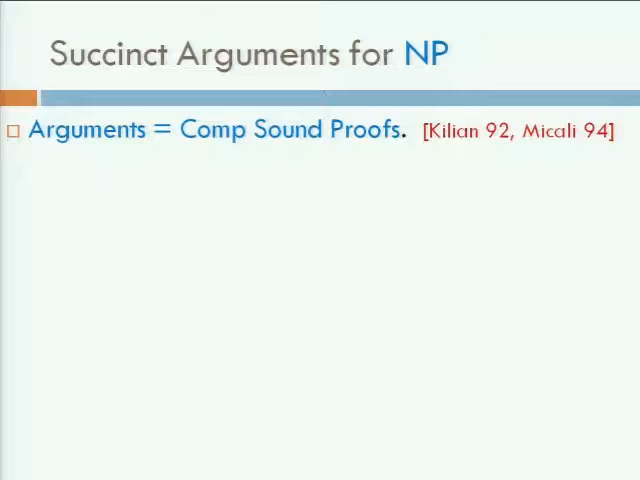 Succinct Arguments for NP
Arguments = Comp Sound Proofs. [Kilian 92, Micali 94]